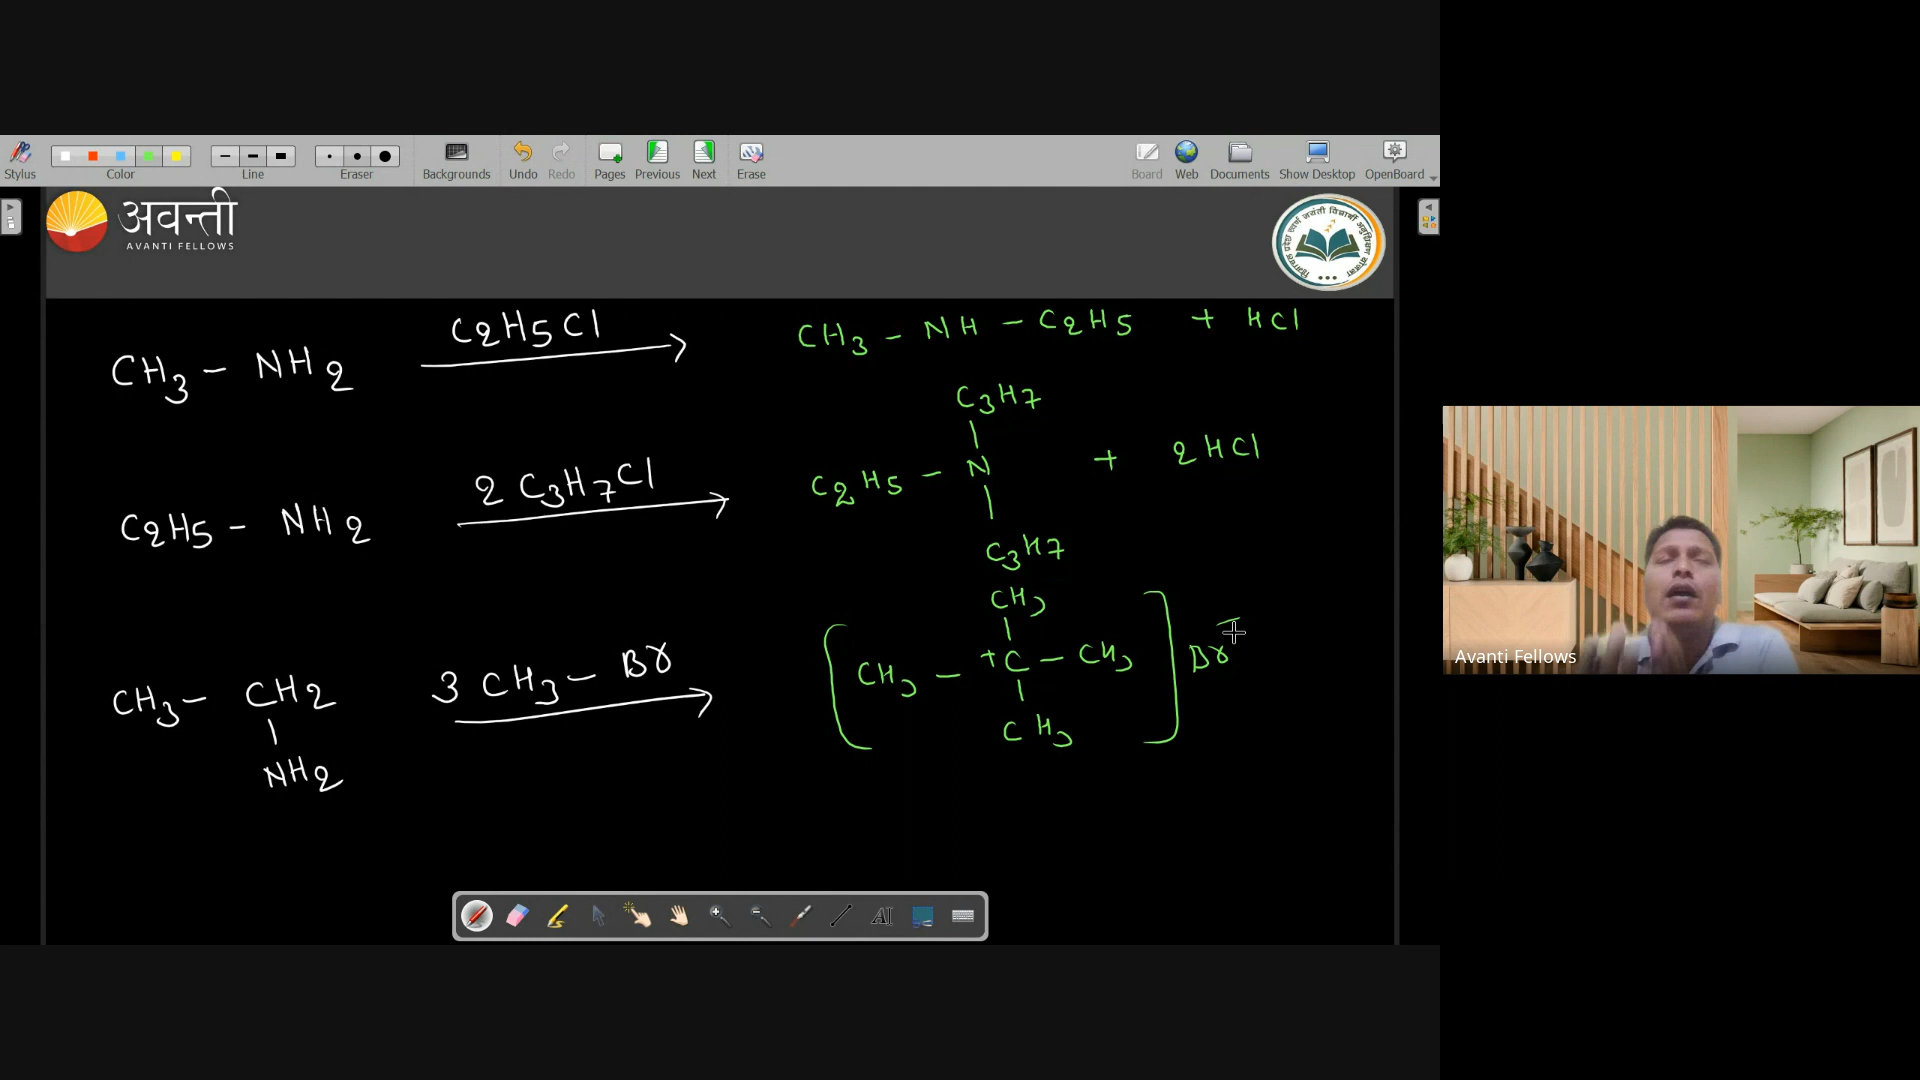 Stylus Color Line Eraser Backgrounds Undo Redo Pages Previous Next Erase Board Web Documents Show Desktop OpenBoard
अवन्ती
AVANTI FELLOWS
CH3 - NH2 C2H5Cl → CH3 - NH - C2H5 + HCl
C3H7
|
C2H5 - NH2 2 C3H7Cl → C2H5 - N + 2HCl
|
C3H7
CH3
|
CH3 - CH2 3 CH3 - Br → [CH3 - +C - CH3] Br-
| |
NH2 CH3
Avanti Fellows
AI